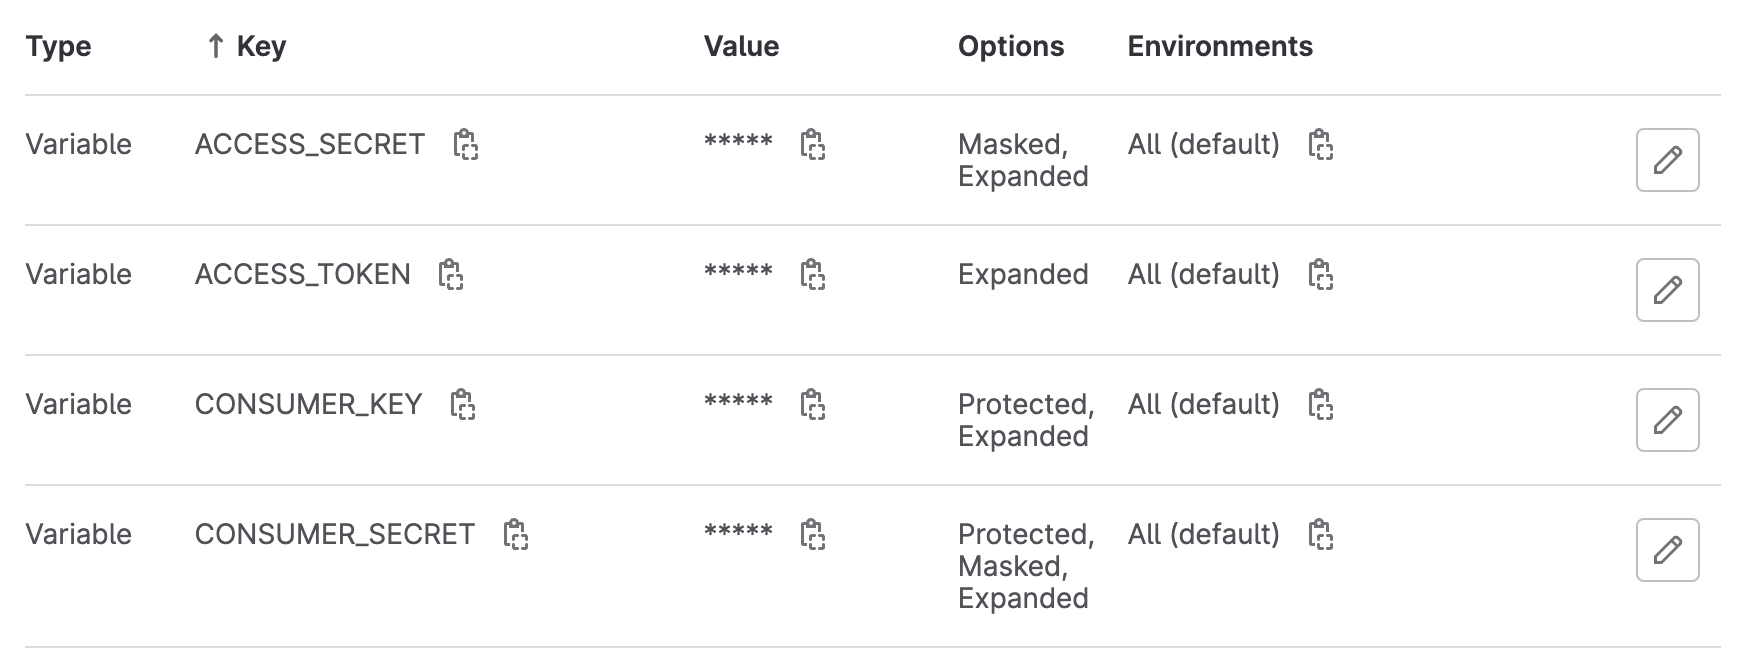 Type ↑ Key Value Options Environments
Variable ACCESS_SECRET ***** Masked, All (default)
Expanded
Variable ACCESS_TOKEN ***** Expanded All (default)
Variable CONSUMER_KEY ***** Protected, All (default)
Expanded
Variable CONSUMER_SECRET ***** Protected, All (default)
Masked,
Expanded